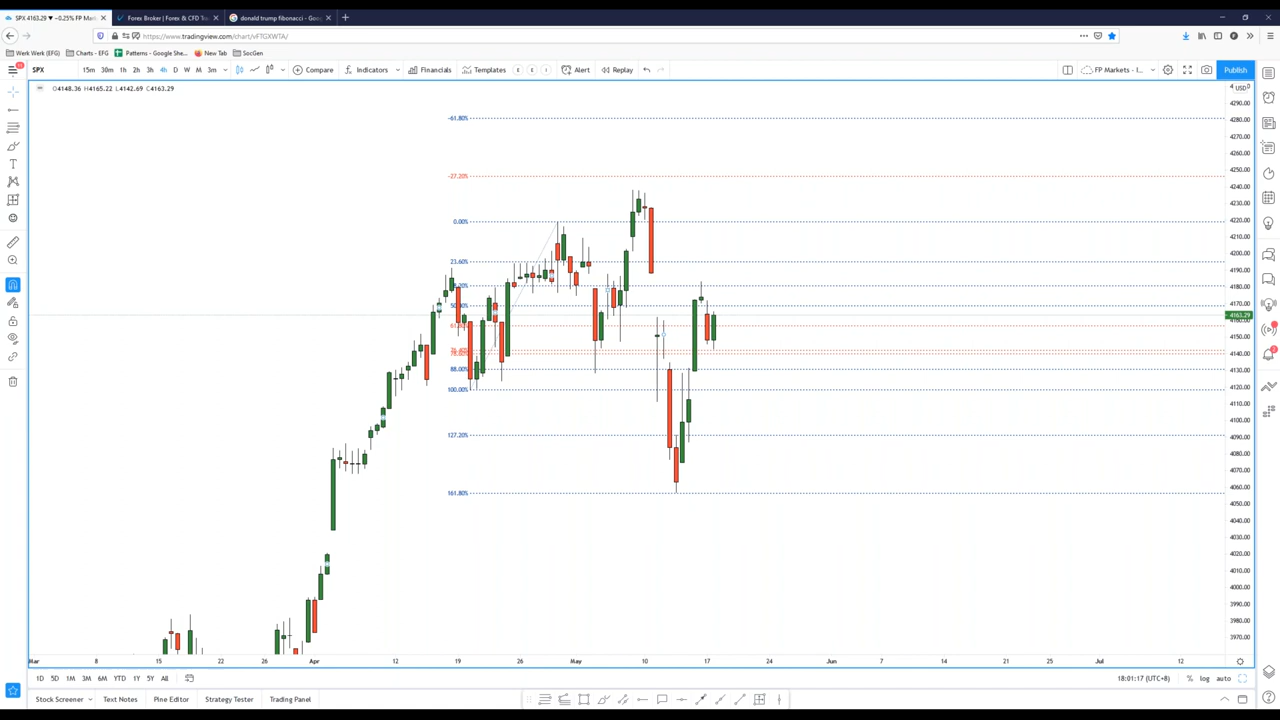 SPX 4163.29 ▼ −0.25% FP Mark
Forex Broker | Forex & CFD Tra
donald trump fibonacci - Goo
https://www.tradingview.com/chart/vFTGXWTA/
Werk Werk (EHG)
Charts - EFG
Patterns - Google She...
New Tab
SocGen
SPX
15m 30m 1h 2h 3h 4h D W M 3m
Compare
Indicators
Financials
Templates
E E I
Alert
Replay
FP Markets - I...
Publish
O4148.36 H4165.22 L4142.69 C4163.29
USD
-61.80%
-27.20%
0.00%
23.60%
100.00%
88.00%
127.20%
161.80%
4290.00
4280.00
4270.00
4260.00
4250.00
4240.00
4230.00
4220.00
4210.00
4200.00
4190.00
4180.00
4170.00
4163.29
4150.00
4140.00
4130.00
4120.00
4110.00
4100.00
4090.00
4080.00
4070.00
4060.00
4050.00
4040.00
4030.00
4020.00
4010.00
4000.00
3990.00
3980.00
3970.00
Mar 8 15 22 26 Apr 12 19 26 May 10 17 24 Jun 7 14 21 25 Jul 12
1D 5D 1M 3M 6M YTD 1Y 5Y All
18:01:17 (UTC+8)
% log auto
Stock Screener
Text Notes
Pine Editor
Strategy Tester
Trading Panel